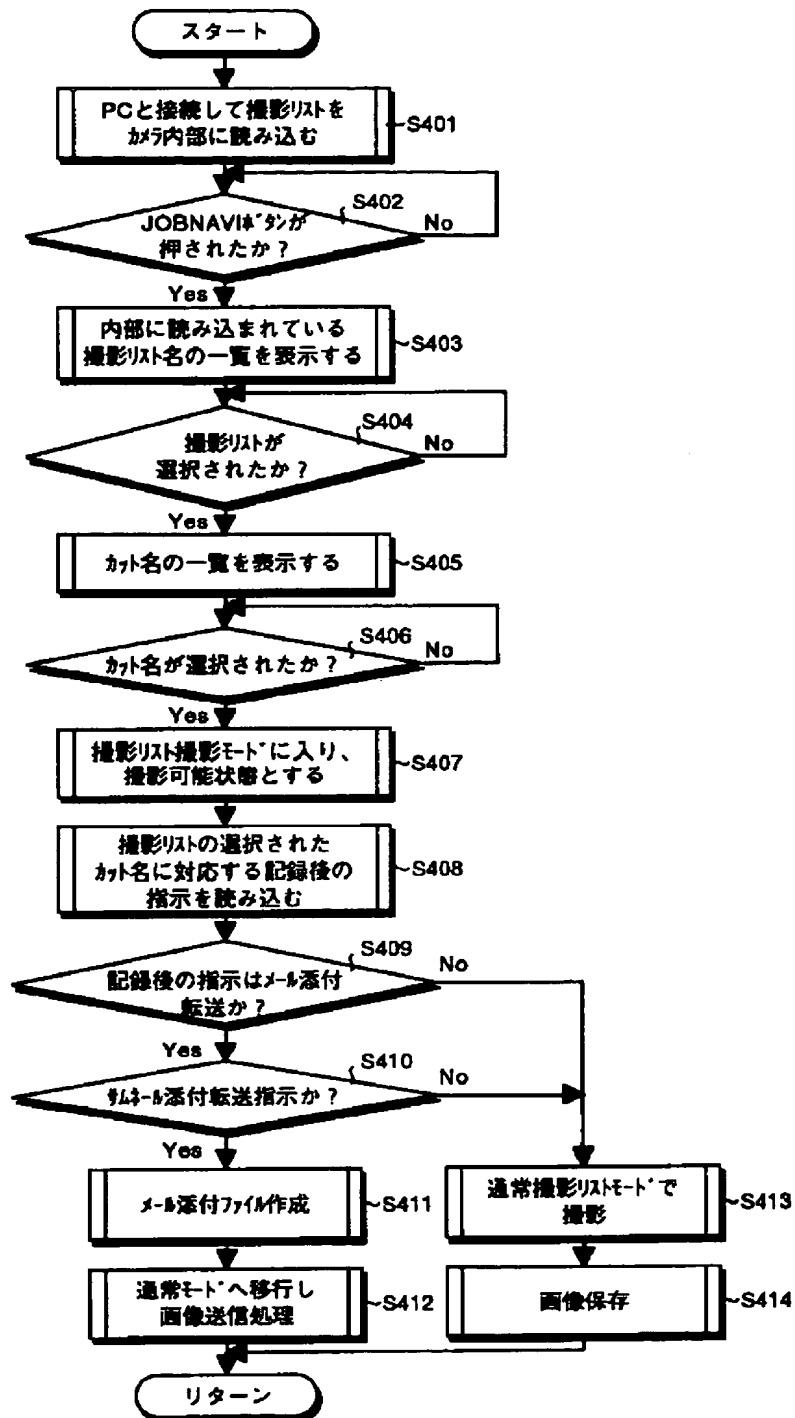 スタート
PCと接続して撮影リストを
カメラ内部に読み込む
S401
S402
JOBNAVIボタンが
押されたか？
No
Yes
内部に読み込まれている
撮影リスト名の一覧を表示する
S403
S404
撮影リストが
選択されたか？
No
Yes
カット名の一覧を表示する
S405
S406
カット名が選択されたか？
No
Yes
撮影リスト撮影モードに入り、
撮影可能状態とする
S407
撮影リストの選択された
カット名に対応する記録後の
指示を読み込む
S408
S409
記録後の指示はメール添付
転送か？
No
Yes
S410
サムネール添付転送指示か？
No
Yes
メール添付ファイル作成
S411
通常撮影リストモードで
撮影
S413
通常モードへ移行し
画像送信処理
S412
画像保存
S414
リターン